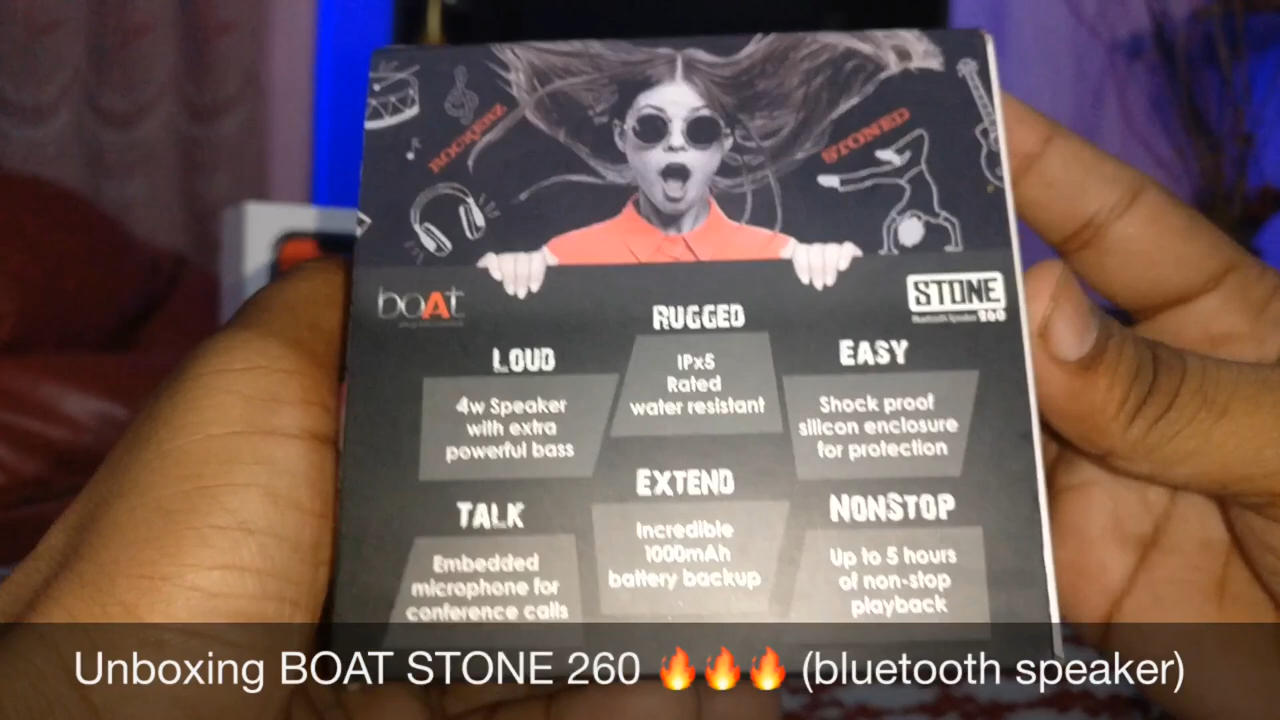 ROCKERZ
STONED
boAt
STONE
Bluetooth Speaker 260
RUGGED
IPx5
Rated
water resistant
LOUD
4w Speaker
with extra
powerful bass
EASY
Shock proof
silicon enclosure
for protection
EXTEND
Incredible
1000mAh
battery backup
TALK
Embedded
microphone for
conference calls
NONSTOP
Up to 5 hours
of non-stop
playback
Unboxing BOAT STONE 260 🔥🔥🔥 (bluetooth speaker)